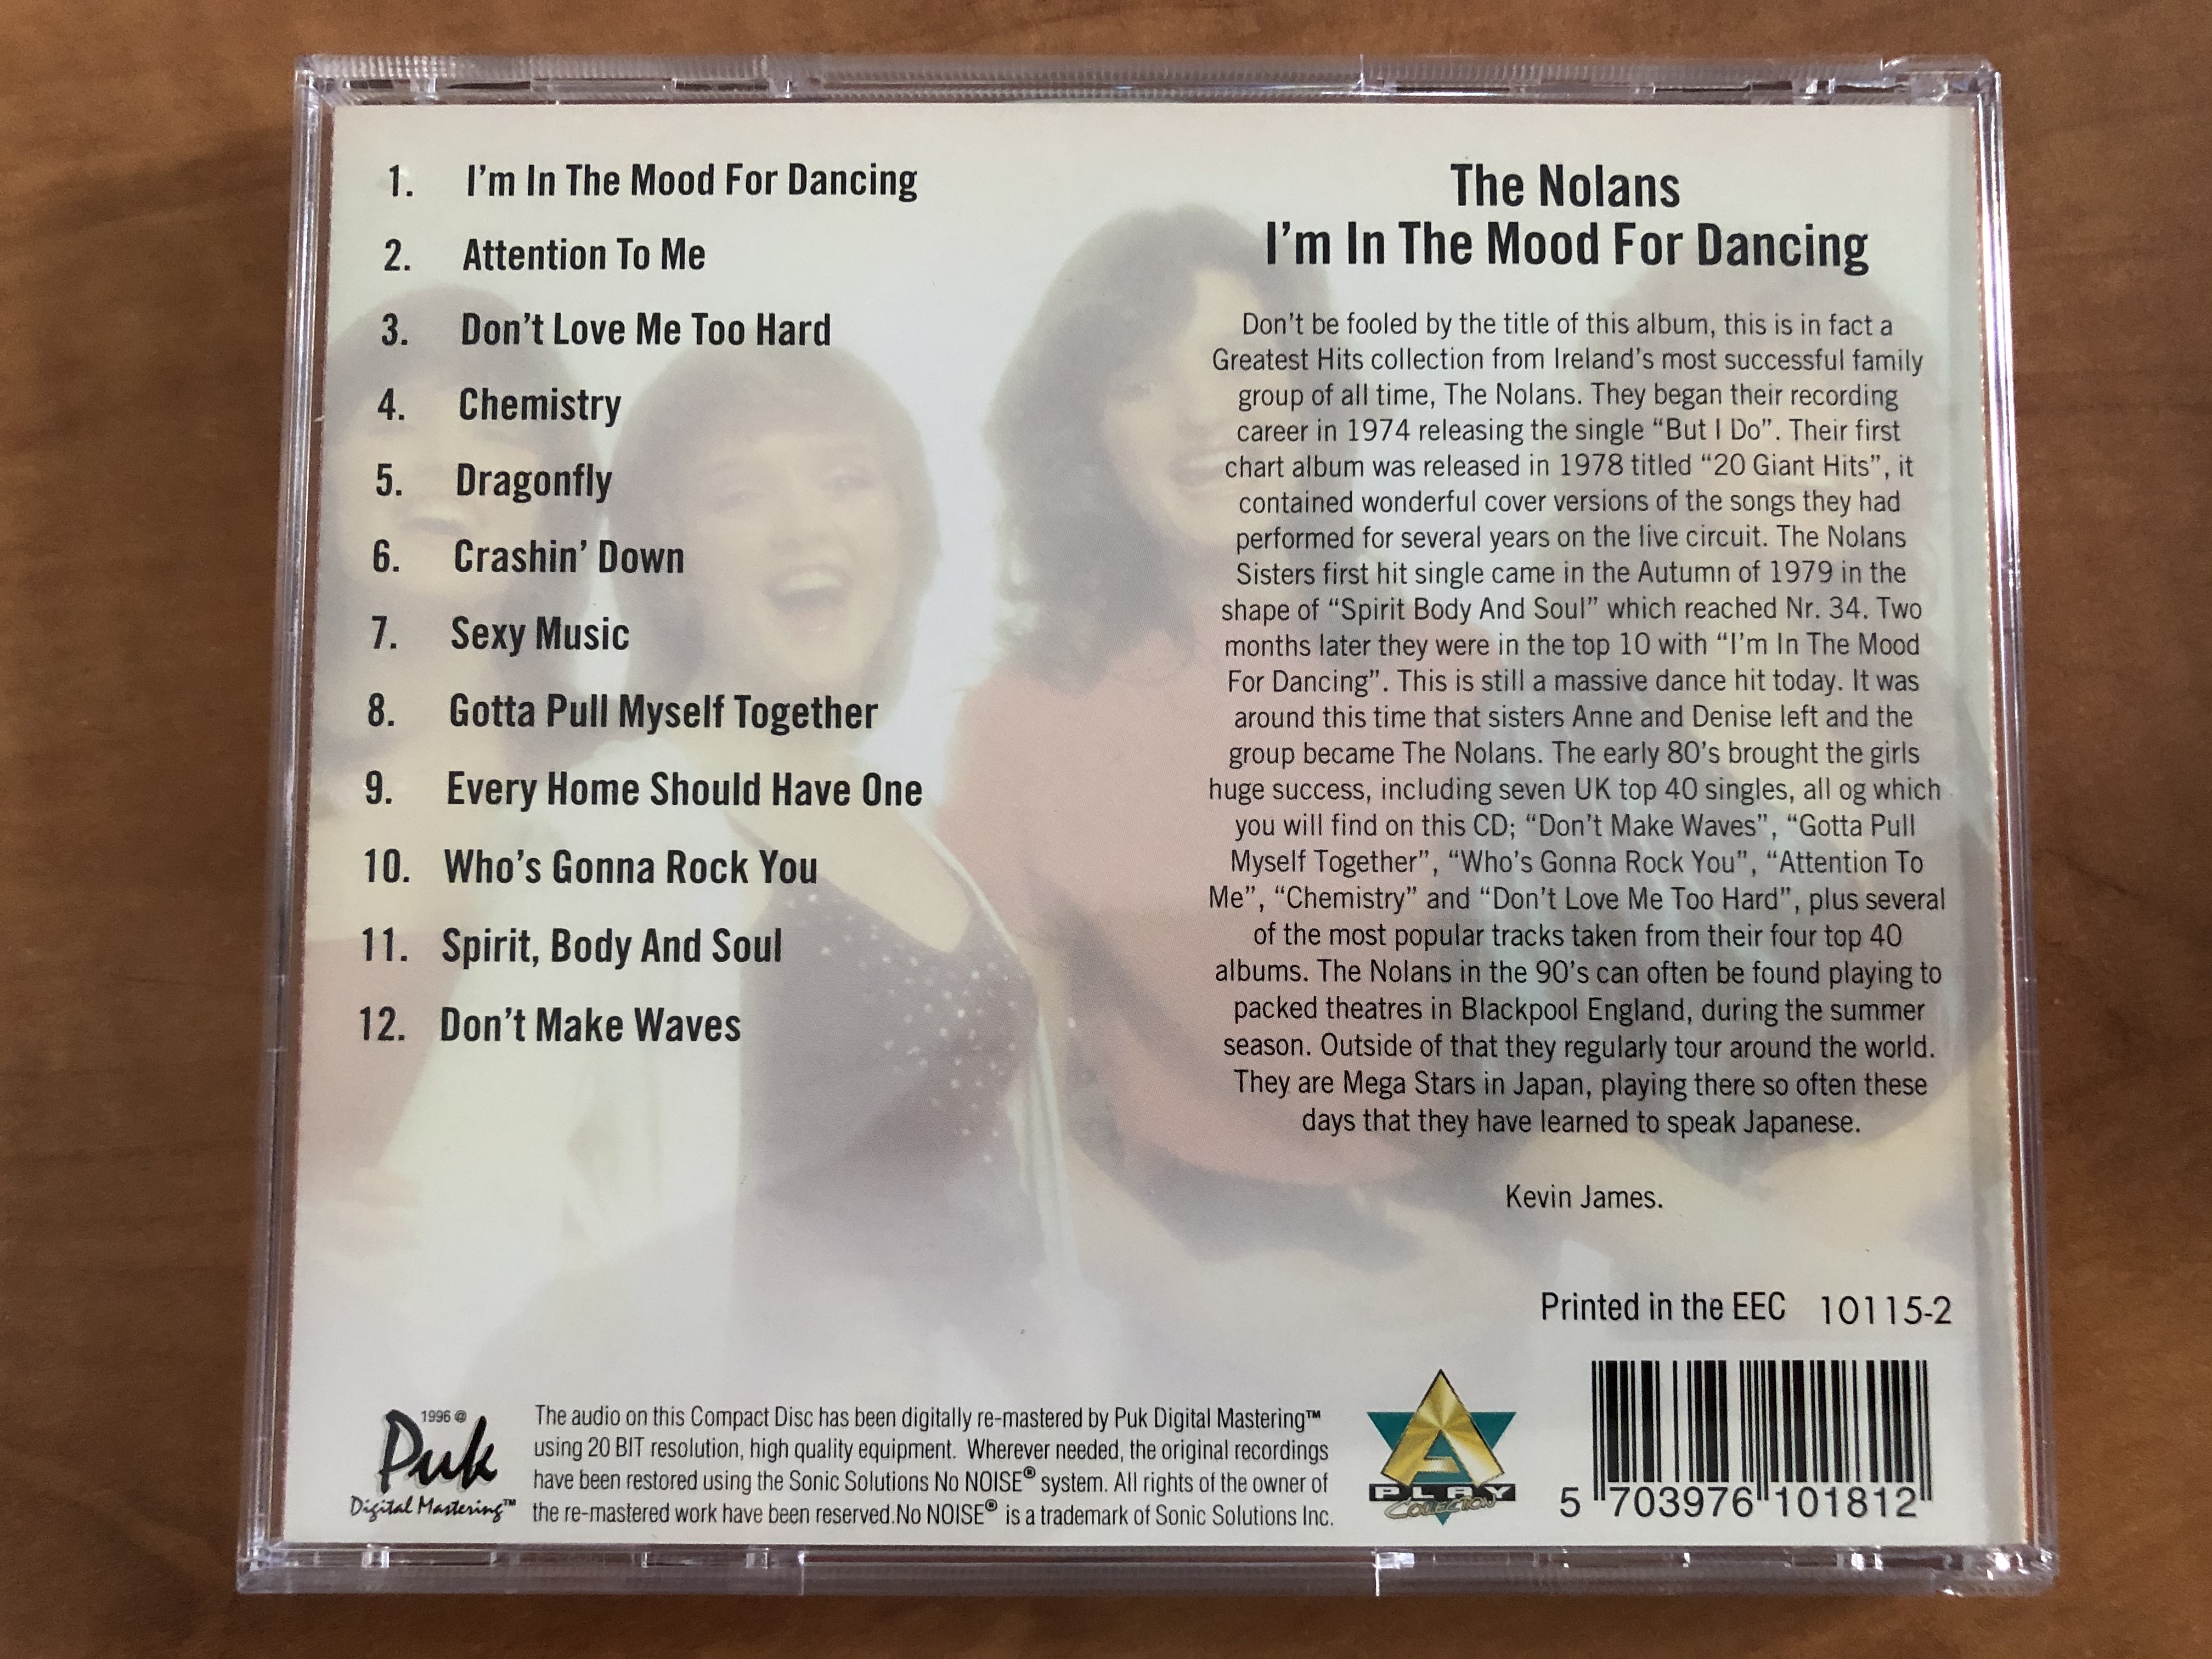 1. I'm In The Mood For Dancing
2. Attention To Me
3. Don't Love Me Too Hard
4. Chemistry
5. Dragonfly
6. Crashin' Down
7. Sexy Music
8. Gotta Pull Myself Together
9. Every Home Should Have One
10. Who's Gonna Rock You
11. Spirit, Body And Soul
12. Don't Make Waves
The Nolans
I'm In The Mood For Dancing
Don't be fooled by the title of this album, this is in fact a
Greatest Hits collection from Ireland's most successful family
group of all time, The Nolans. They began their recording
career in 1974 releasing the single “But I Do”. Their first
chart album was released in 1978 titled “20 Giant Hits”, it
contained wonderful cover versions of the songs they had
performed for several years on the live circuit. The Nolans
Sisters first hit single came in the Autumn of 1979 in the
shape of “Spirit Body And Soul” which reached Nr. 34. Two
months later they were in the top 10 with “I'm In The Mood
For Dancing”. This is still a massive dance hit today. It was
around this time that sisters Anne and Denise left and the
group became The Nolans. The early 80's brought the girls
huge success, including seven UK top 40 singles, all og which
you will find on this CD; “Don't Make Waves”, “Gotta Pull
Myself Together”, “Who's Gonna Rock You”, “Attention To
Me”, “Chemistry” and “Don't Love Me Too Hard”, plus several
of the most popular tracks taken from their four top 40
albums. The Nolans in the 90's can often be found playing to
packed theatres in Blackpool England, during the summer
season. Outside of that they regularly tour around the world.
They are Mega Stars in Japan, playing there so often these
days that they have learned to speak Japanese.
Kevin James.
Printed in the EEC 10115-2
1996 @
Puk
Digital Mastering™
The audio on this Compact Disc has been digitally re-mastered by Puk Digital Mastering™
using 20 BIT resolution, high quality equipment. Wherever needed, the original recordings
have been restored using the Sonic Solutions No NOISE® system. All rights of the owner of
the re-mastered work have been reserved.No NOISE® is a trademark of Sonic Solutions Inc.
A
PLAY
Collection
5 703976 101812